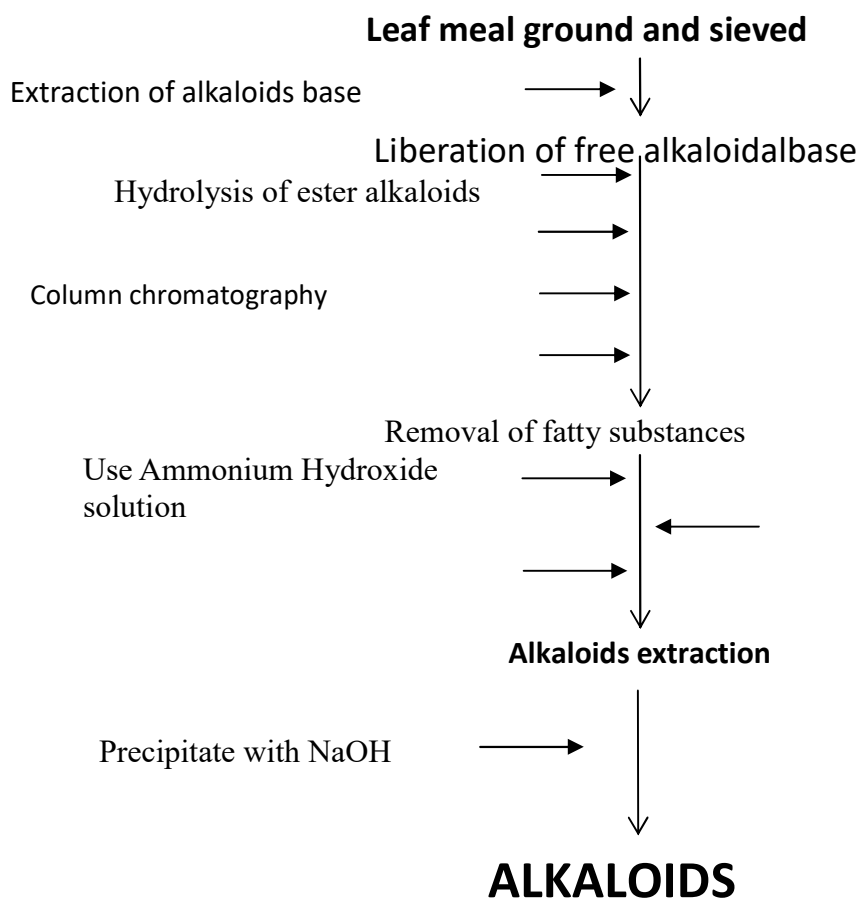 Leaf meal ground and sieved
Extraction of alkaloids base
Liberation of free alkaloidalbase
Hydrolysis of ester alkaloids
Column chromatography
Removal of fatty substances
Use Ammonium Hydroxide
solution
Alkaloids extraction
Precipitate with NaOH
ALKALOIDS